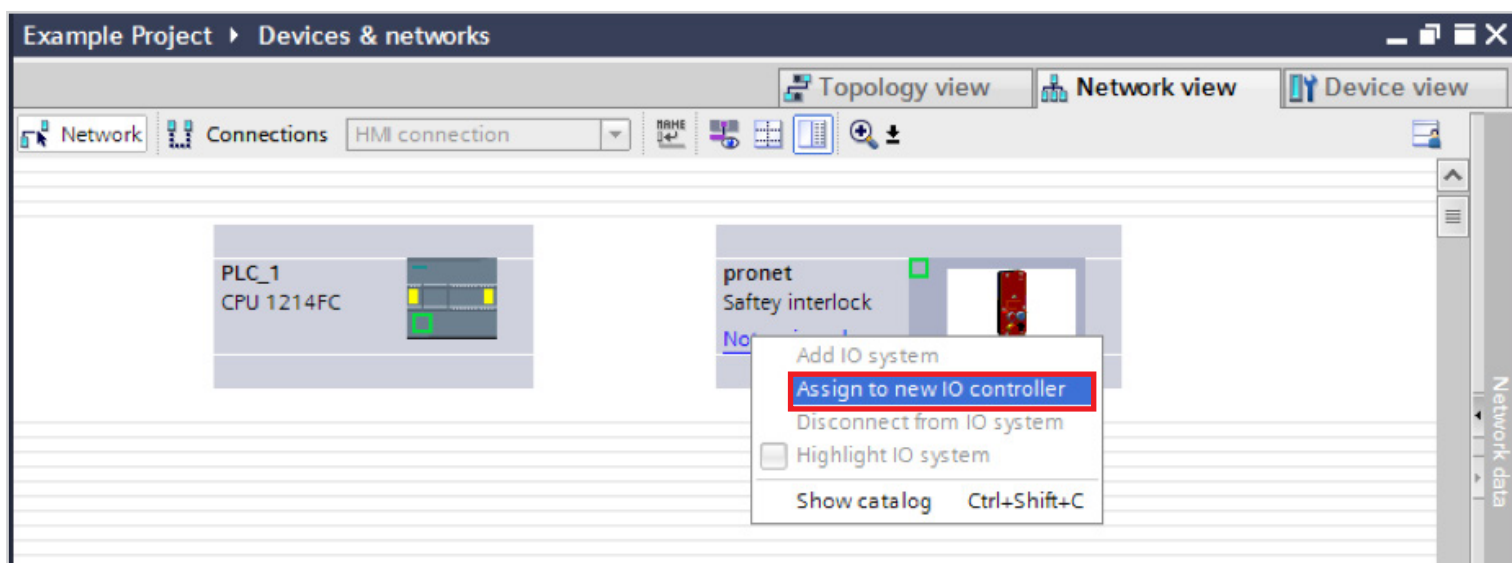 Example Project ▸ Devices & networks
Topology view Network view Device view
Network Connections HMI connection
PLC_1
CPU 1214FC
pronet
Saftey interlock
Add IO system
Assign to new IO controller
Disconnect from IO system
Highlight IO system
Show catalog Ctrl+Shift+C
Network data